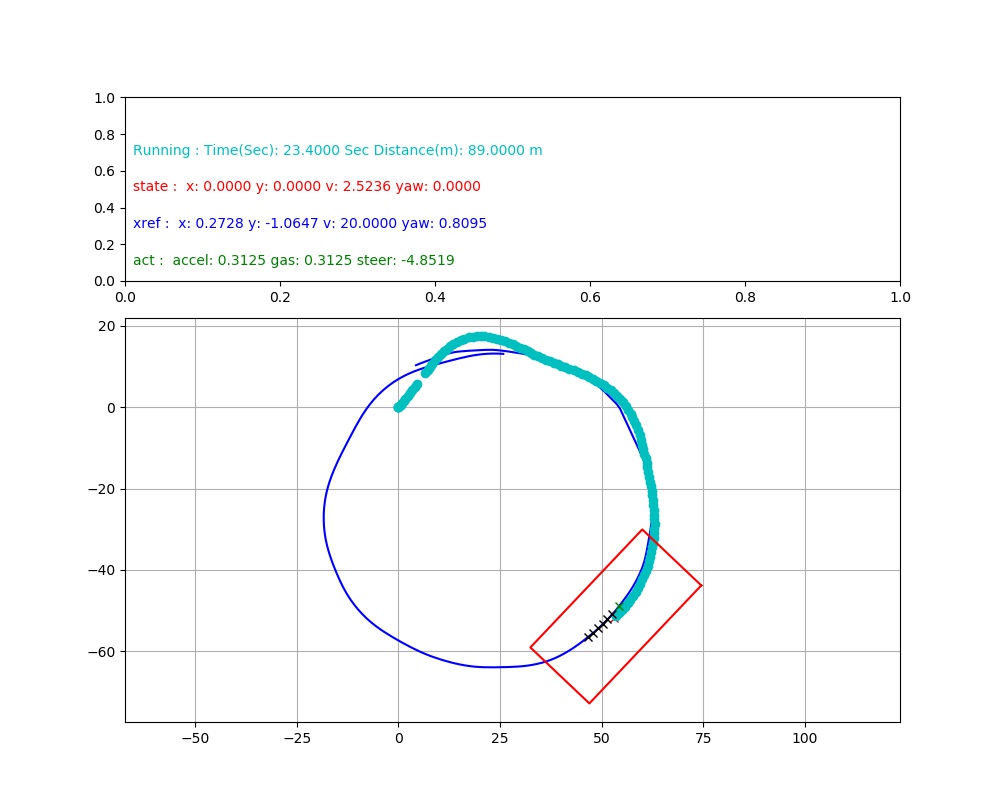 1.0
0.8
0.6
0.4
0.2
0.0
Running : Time(Sec): 23.4000 Sec Distance(m): 89.0000 m
state :  x: 0.0000 y: 0.0000 v: 2.5236 yaw: 0.0000
xref :  x: 0.2728 y: -1.0647 v: 20.0000 yaw: 0.8095
act :  accel: 0.3125 gas: 0.3125 steer: -4.8519
0.0 0.2 0.4 0.6 0.8 1.0
20
0
−20
−40
−60
−50 −25 0 25 50 75 100